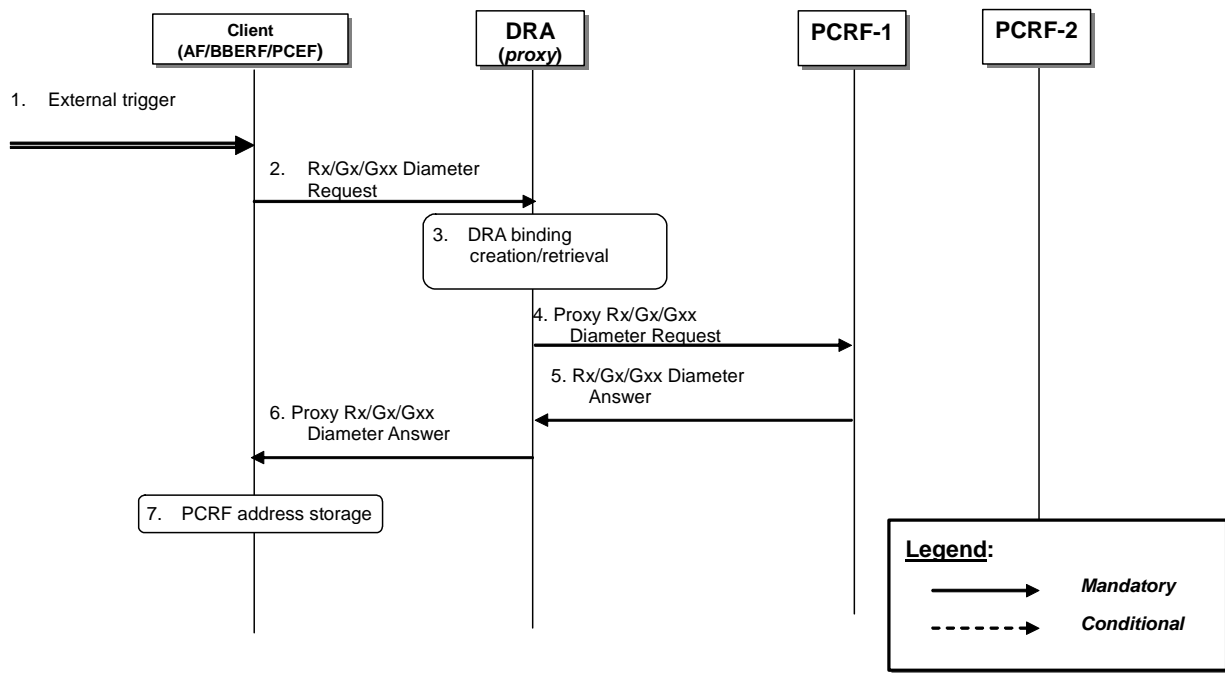 Client
(AF/BBERF/PCEF)
DRA
(proxy)
PCRF-1
PCRF-2
1. External trigger
2. Rx/Gx/Gxx Diameter
Request
3. DRA binding
creation/retrieval
4. Proxy Rx/Gx/Gxx
Diameter Request
5. Rx/Gx/Gxx Diameter
Answer
6. Proxy Rx/Gx/Gxx
Diameter Answer
7. PCRF address storage
Legend:
Mandatory
Conditional